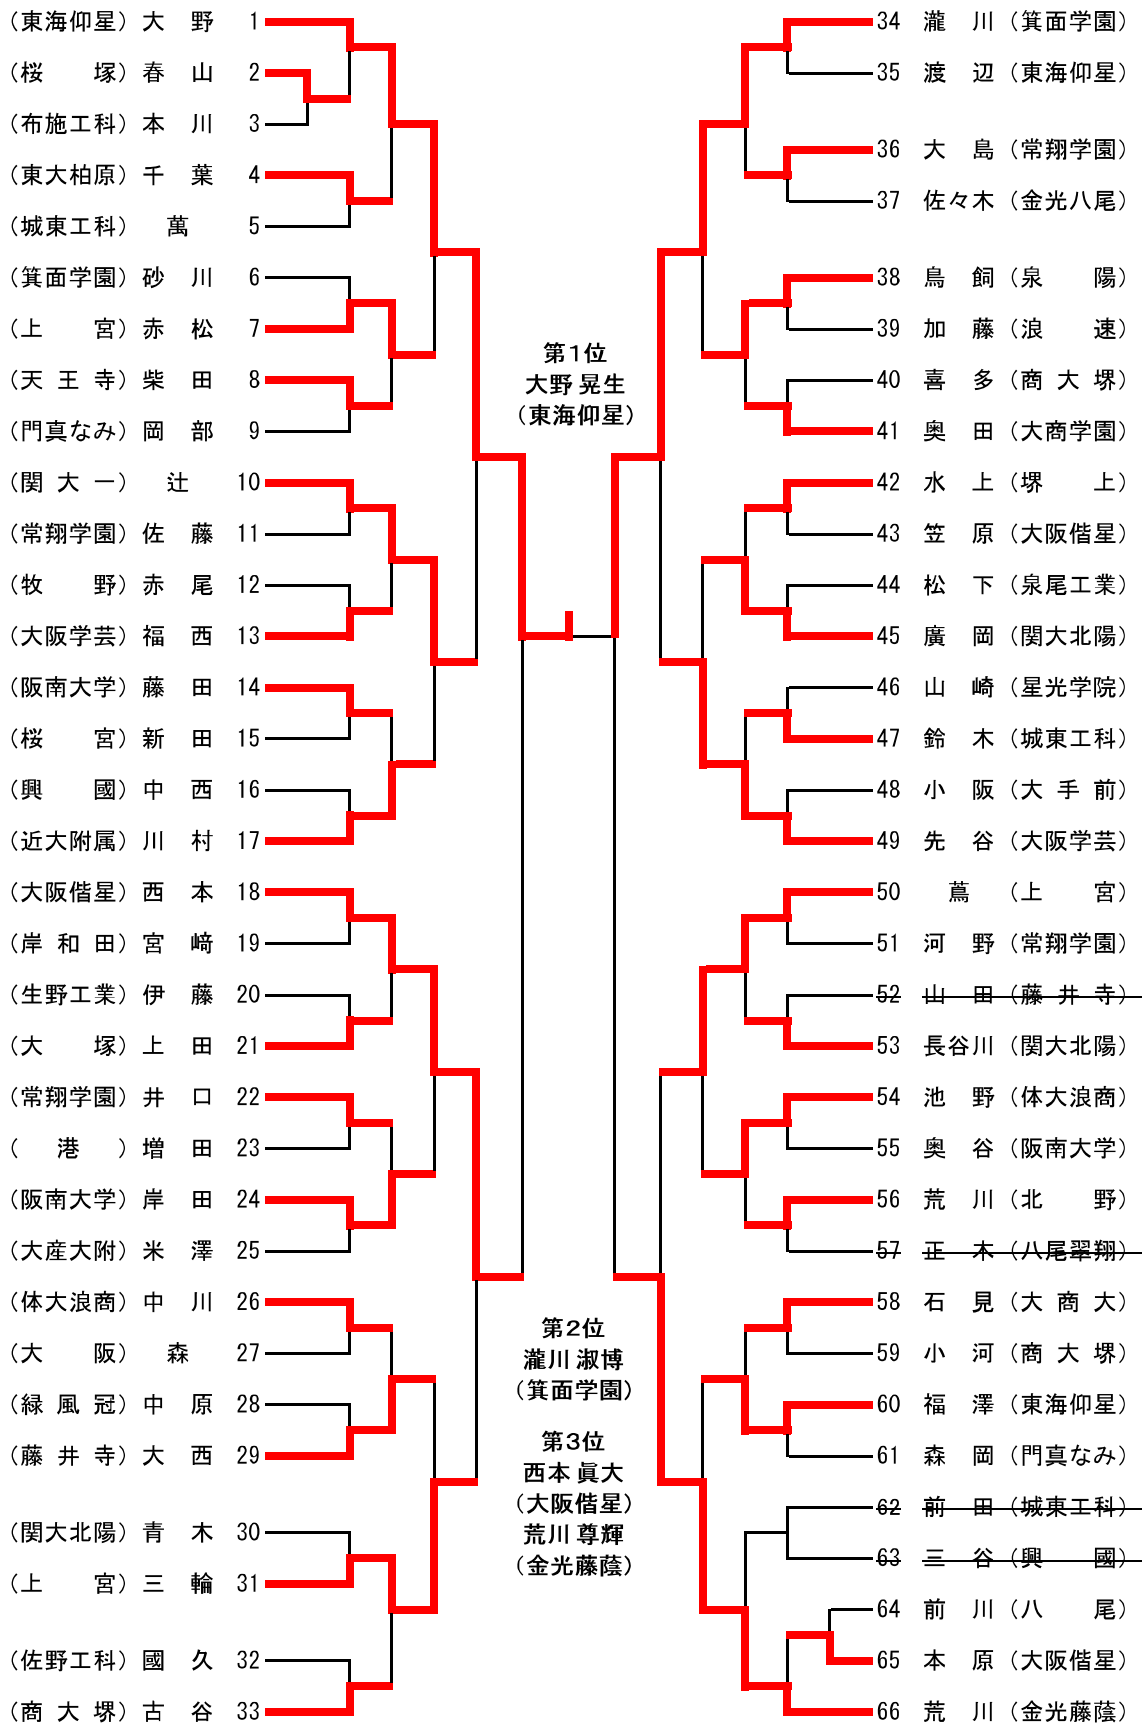 (東海仰星) 大 野 1
(桜 塚) 春 山 2
(布施工科) 本 川 3
(東大柏原) 千 葉 4
(城東工科) 萬 5
(箕面学園) 砂 川 6
(上 宮) 赤 松 7
(天 王 寺) 柴 田 8
(門真なみ) 岡 部 9
(関 大 一) 辻 10
(常翔学園) 佐 藤 11
(牧 野) 赤 尾 12
(大阪学芸) 福 西 13
(阪南大学) 藤 田 14
(桜 宮) 新 田 15
(興 國) 中 西 16
(近大附属) 川 村 17
(大阪偕星) 西 本 18
(岸 和 田) 宮 﨑 19
(生野工業) 伊 藤 20
(大 塚) 上 田 21
(常翔学園) 井 口 22
( 港 ) 増 田 23
(阪南大学) 岸 田 24
(大産大附) 米 澤 25
(体大浪商) 中 川 26
(大 阪) 森 27
(緑 風 冠) 中 原 28
(藤 井 寺) 大 西 29
(関大北陽) 青 木 30
(上 宮) 三 輪 31
(佐野工科) 國 久 32
(商 大 堺) 古 谷 33
第1位
大野 晃生
(東海仰星)
第2位
瀧川 淑博
(箕面学園)
第3位
西本 眞大
(大阪偕星)
荒川 尊輝
(金光藤蔭)
34 瀧 川 (箕面学園)
35 渡 辺 (東海仰星)
36 大 島 (常翔学園)
37 佐々木 (金光八尾)
38 鳥 飼 (泉 陽)
39 加 藤 (浪 速)
40 喜 多 (商 大 堺)
41 奥 田 (大商学園)
42 水 上 (堺 上)
43 笠 原 (大阪偕星)
44 松 下 (泉尾工業)
45 廣 岡 (関大北陽)
46 山 崎 (星光学院)
47 鈴 木 (城東工科)
48 小 阪 (大 手 前)
49 先 谷 (大阪学芸)
50 蔦 (上 宮)
51 河 野 (常翔学園)
52 山 田 (藤 井 寺)
53 長谷川 (関大北陽)
54 池 野 (体大浪商)
55 奥 谷 (阪南大学)
56 荒 川 (北 野)
57 正 木 (八尾翠翔)
58 石 見 (大 商 大)
59 小 河 (商 大 堺)
60 福 澤 (東海仰星)
61 森 岡 (門真なみ)
62 前 田 (城東工科)
63 三 谷 (興 國)
64 前 川 (八 尾)
65 本 原 (大阪偕星)
66 荒 川 (金光藤蔭)